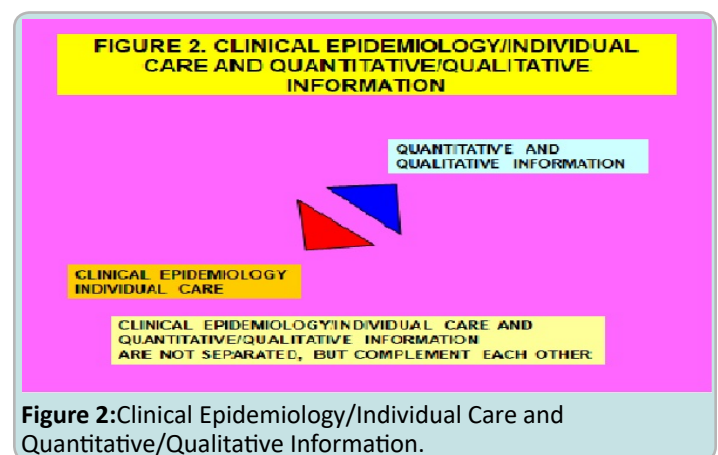 FIGURE 2. CLINICAL EPIDEMIOLOGY/INDIVIDUAL
CARE AND QUANTITATIVE/QUALITATIVE
INFORMATION
QUANTITATIVE AND
QUALITATIVE INFORMATION
CLINICAL EPIDEMIOLOGY
INDIVIDUAL CARE
CLINICAL EPIDEMIOLOGY/INDIVIDUAL CARE AND
QUANTITATIVE/QUALITATIVE INFORMATION
ARE NOT SEPARATED, BUT COMPLEMENT EACH OTHER
Figure 2:Clinical Epidemiology/Individual Care and
Quantitative/Qualitative Information.